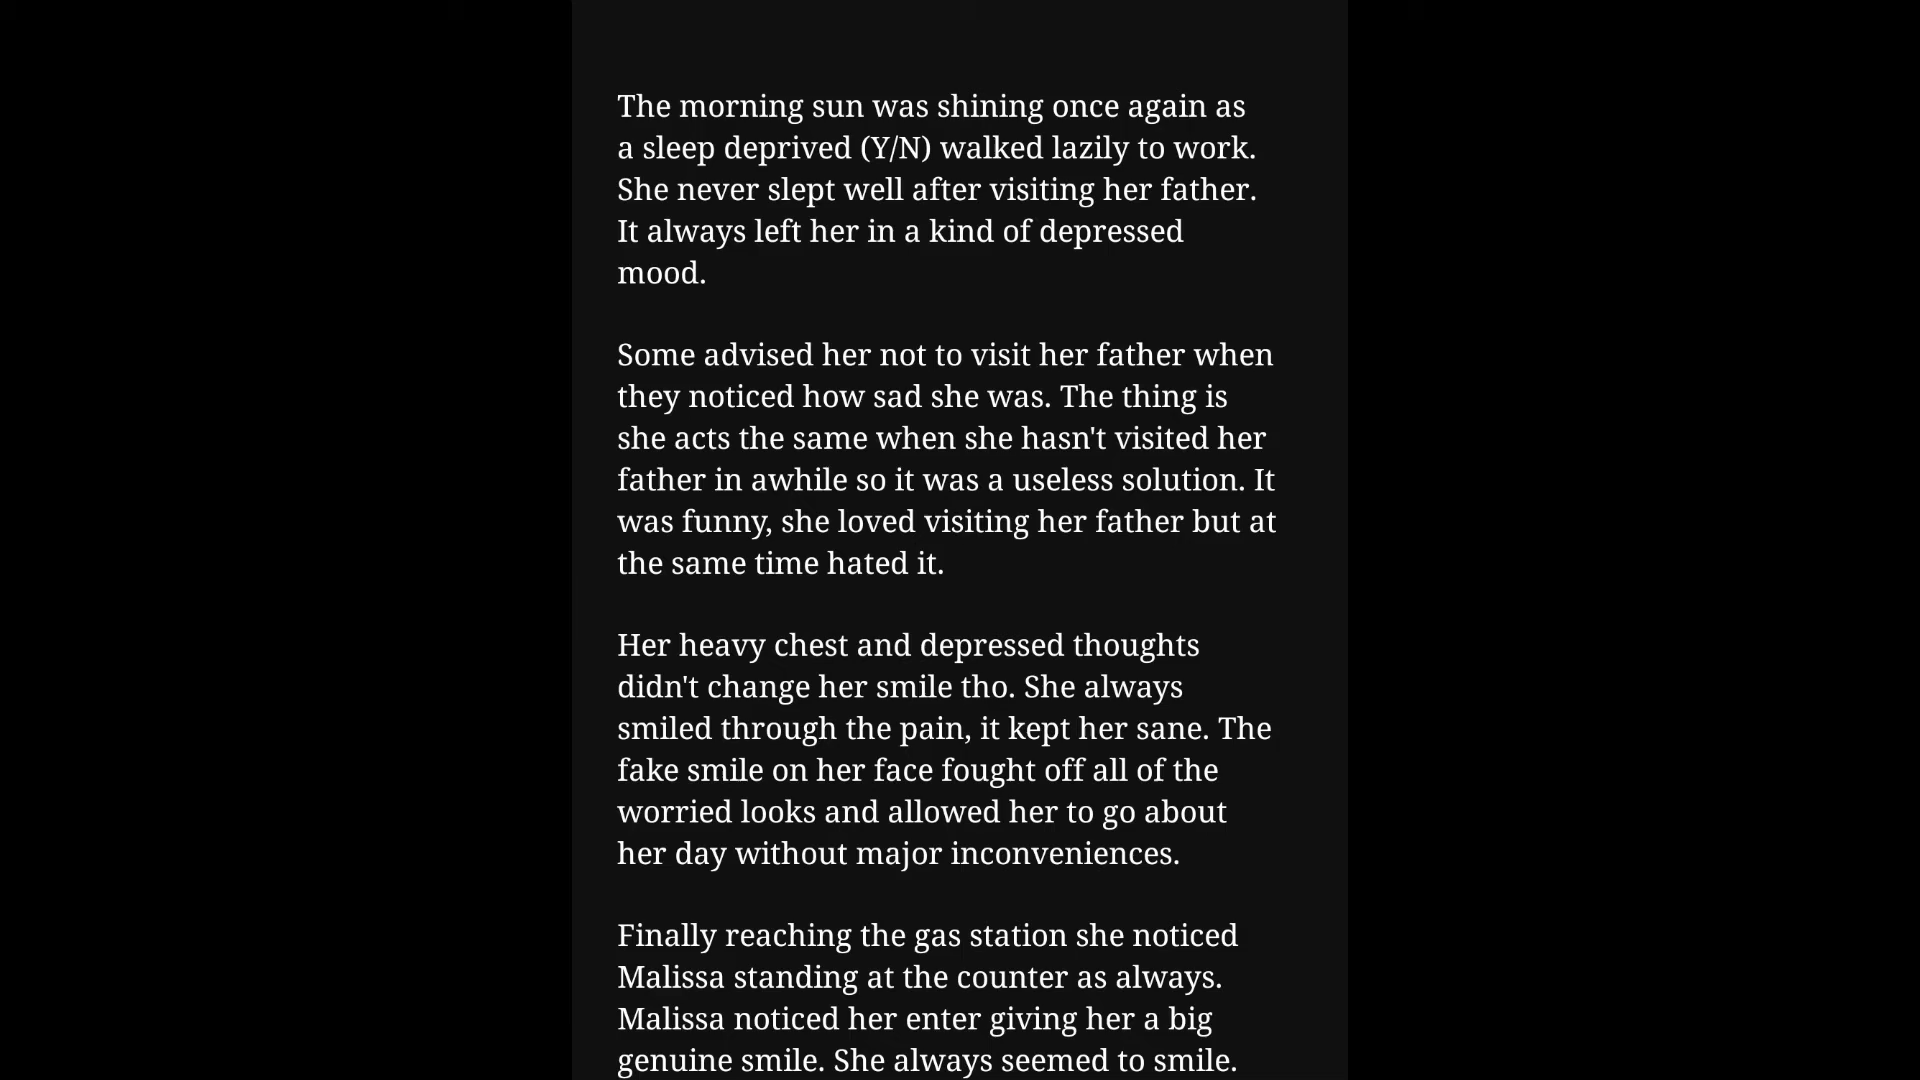 The morning sun was shining once again as
a sleep deprived (Y/N) walked lazily to work.
She never slept well after visiting her father.
It always left her in a kind of depressed
mood.
Some advised her not to visit her father when
they noticed how sad she was. The thing is
she acts the same when she hasn't visited her
father in awhile so it was a useless solution. It
was funny, she loved visiting her father but at
the same time hated it.
Her heavy chest and depressed thoughts
didn't change her smile tho. She always
smiled through the pain, it kept her sane. The
fake smile on her face fought off all of the
worried looks and allowed her to go about
her day without major inconveniences.
Finally reaching the gas station she noticed
Malissa standing at the counter as always.
Malissa noticed her enter giving her a big
genuine smile. She always seemed to smile.